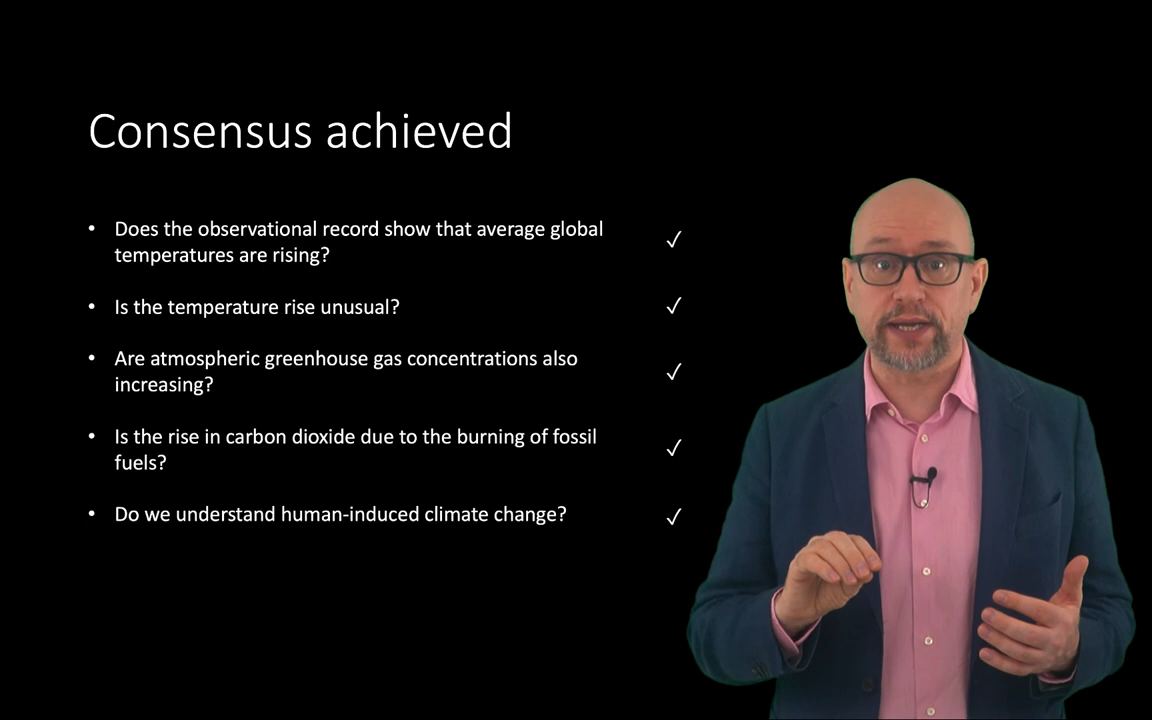 Consensus achieved
• Does the observational record show that average global
temperatures are rising? ✓
• Is the temperature rise unusual? ✓
• Are atmospheric greenhouse gas concentrations also
increasing? ✓
• Is the rise in carbon dioxide due to the burning of fossil
fuels? ✓
• Do we understand human-induced climate change? ✓